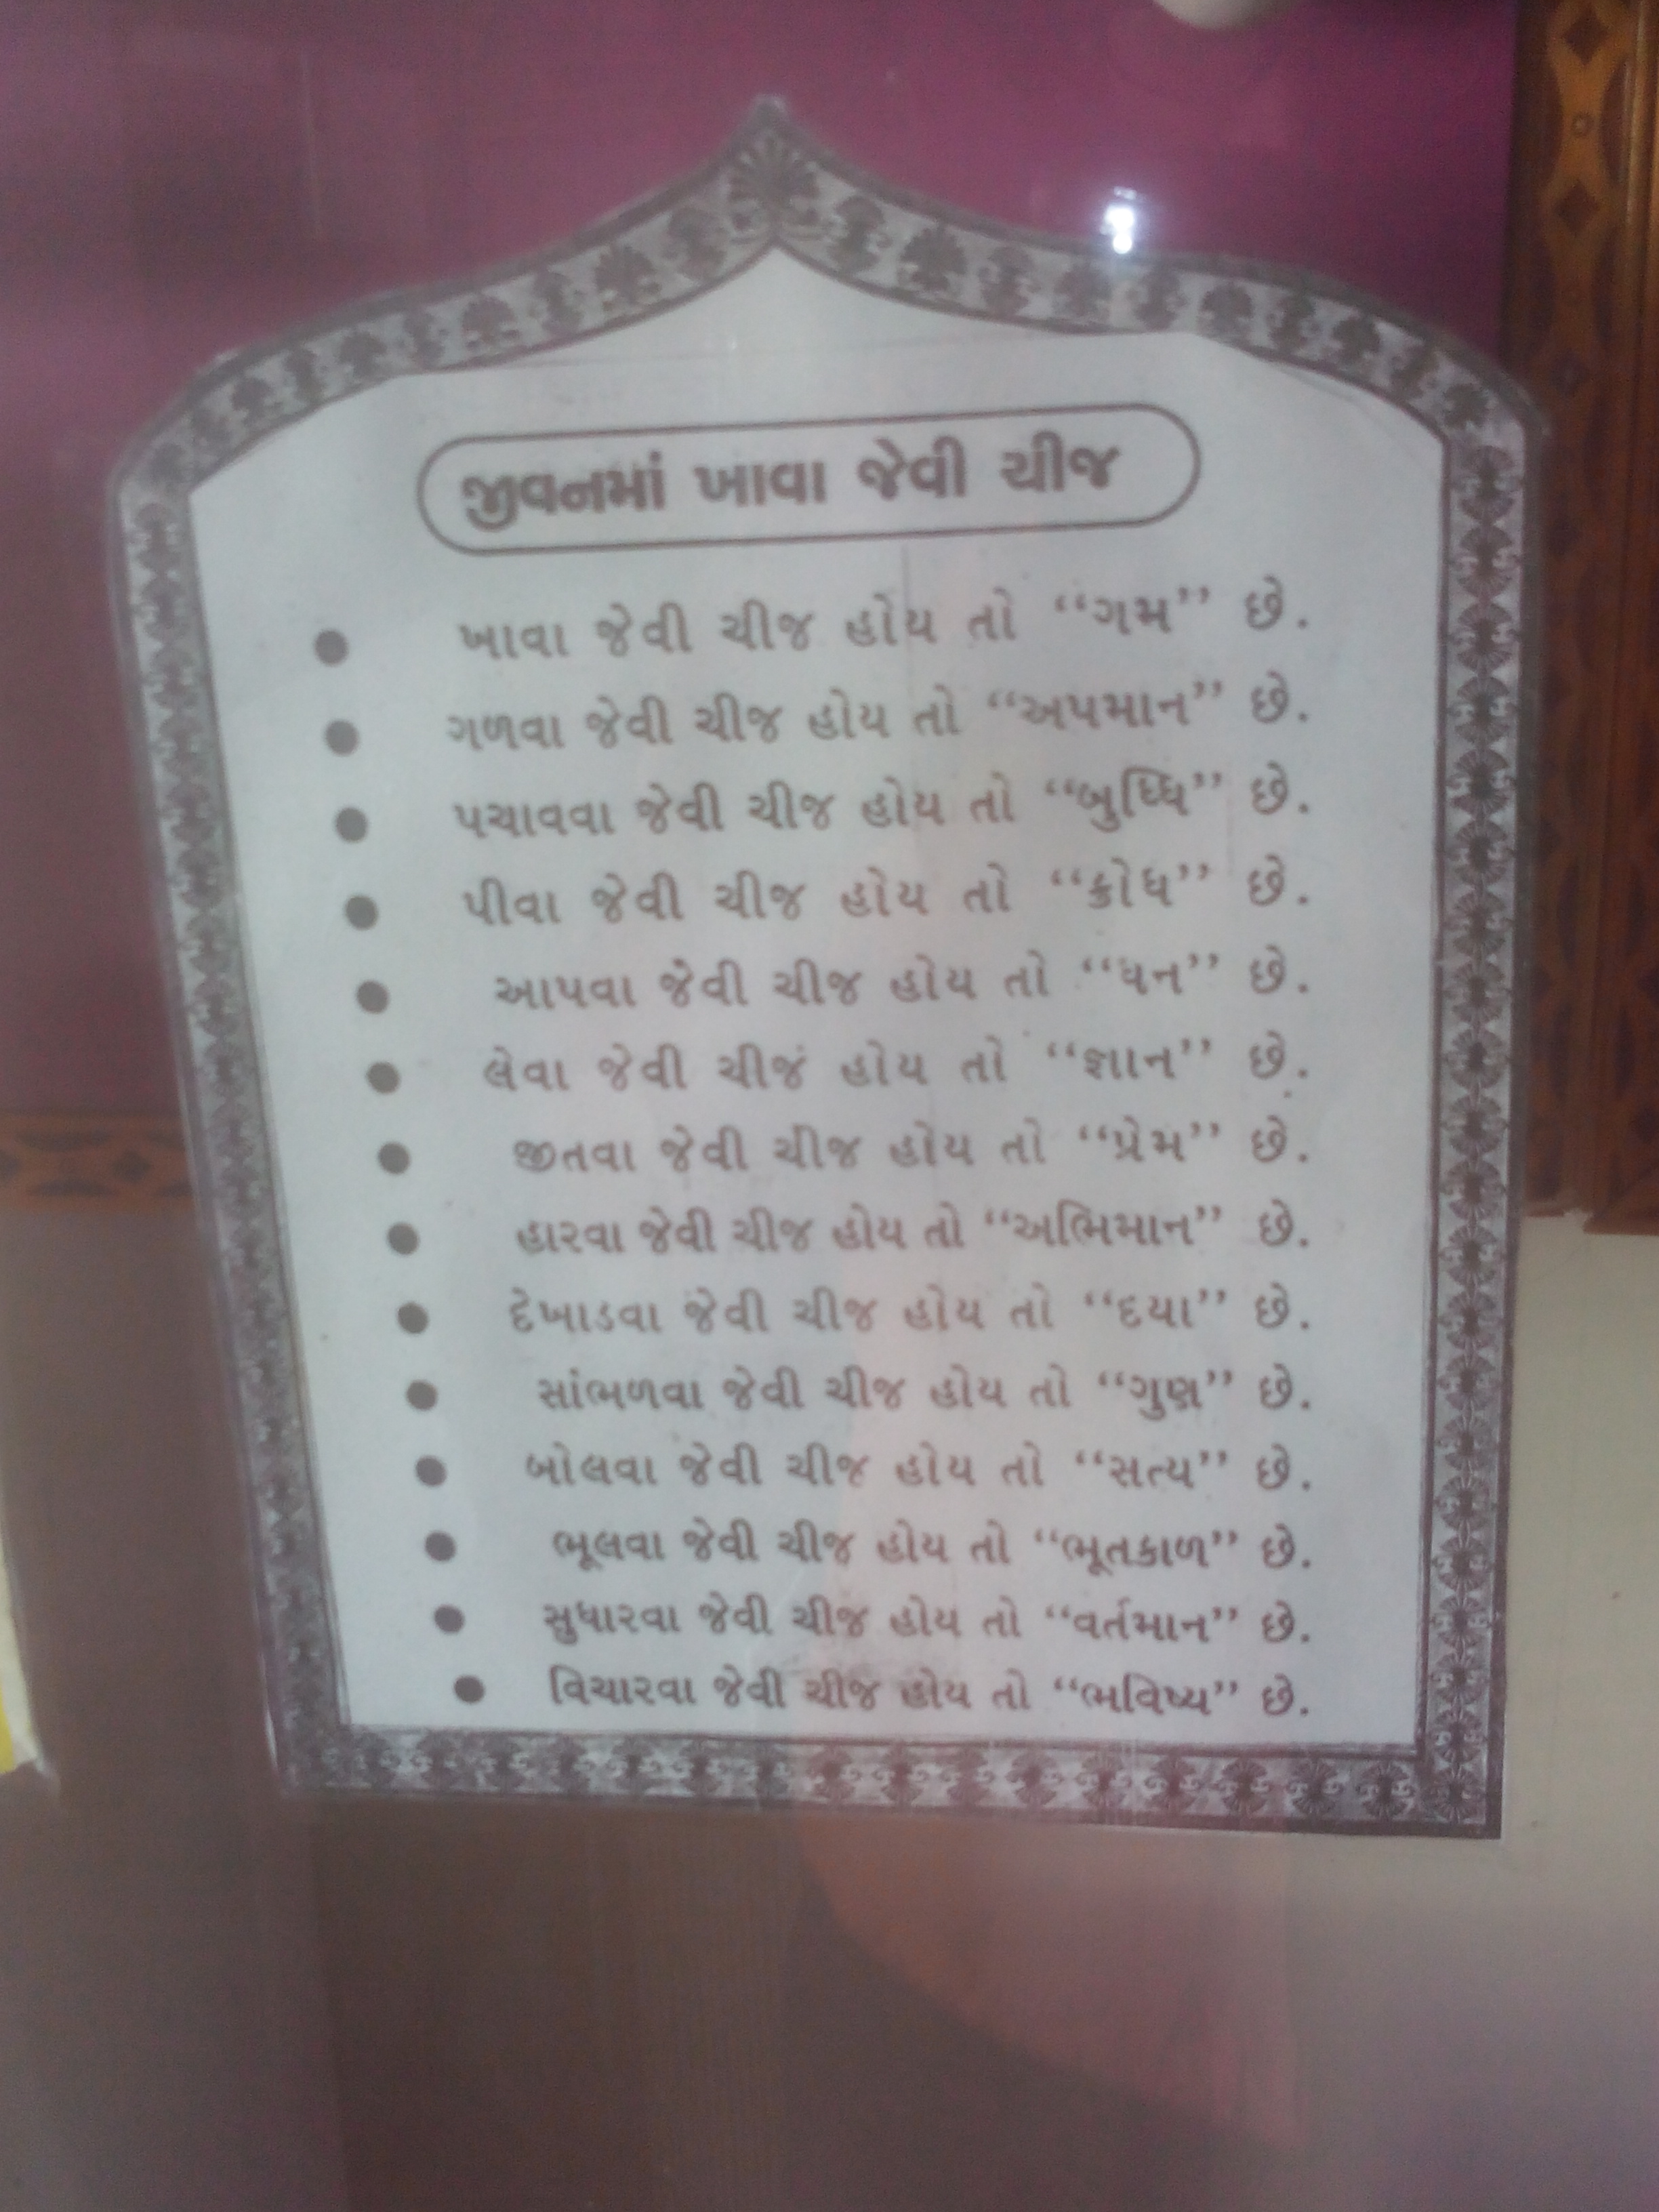 જીવનમાં ખાવા જેવી ચીજ
● ખાવા જેવી ચીજ હોય તો “ગમ” છે.
● ગળવા જેવી ચીજ હોય તો “અપમાન” છે.
● પચાવવા જેવી ચીજ હોય તો “બુધ્ધિ” છે.
● પીવા જેવી ચીજ હોય તો “ક્રોધ” છે.
● આપવા જેવી ચીજ હોય તો “ધન” છે.
● લેવા જેવી ચીજ હોય તો “જ્ઞાન” છે.
● જીતવા જેવી ચીજ હોય તો “પ્રેમ” છે.
● હારવા જેવી ચીજ હોય તો “અભિમાન” છે.
● દેખાડવા જેવી ચીજ હોય તો “દયા” છે.
● સાંભળવા જેવી ચીજ હોય તો “ગુણ” છે.
● બોલવા જેવી ચીજ હોય તો “સત્ય” છે.
● ભૂલવા જેવી ચીજ હોય તો “ભૂતકાળ” છે.
● સુધારવા જેવી ચીજ હોય તો “વર્તમાન” છે.
● વિચારવા જેવી ચીજ હોય તો “ભવિષ્ય” છે.